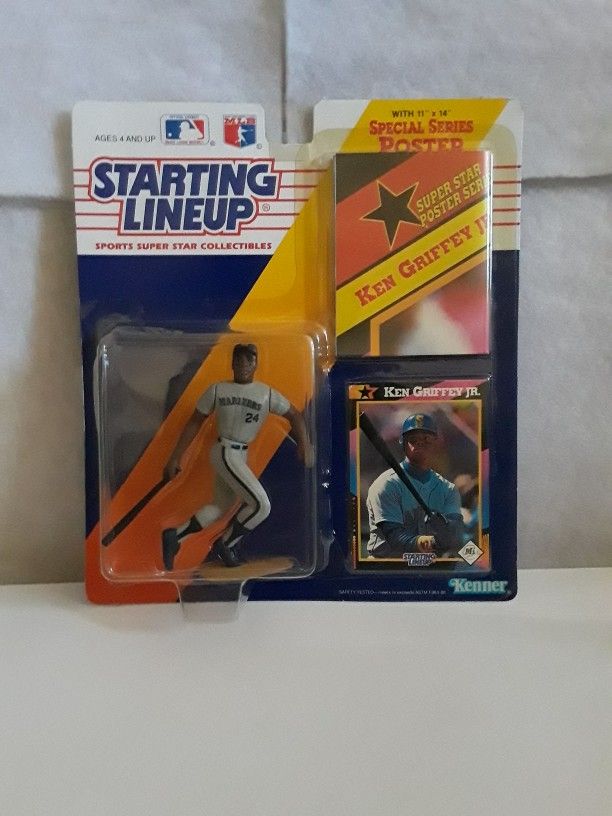 AGES 4 AND UP
MLB
WITH 11" x 14"
SPECIAL SERIES
POSTER
STARTING
LINEUP®
SPORTS SUPER STAR COLLECTIBLES
SUPER STAR
POSTER SER
KEN GRIFFEY JR
MARINERS
24
KEN GRIFFEY JR.
STARTING
LINEUP
Kenner